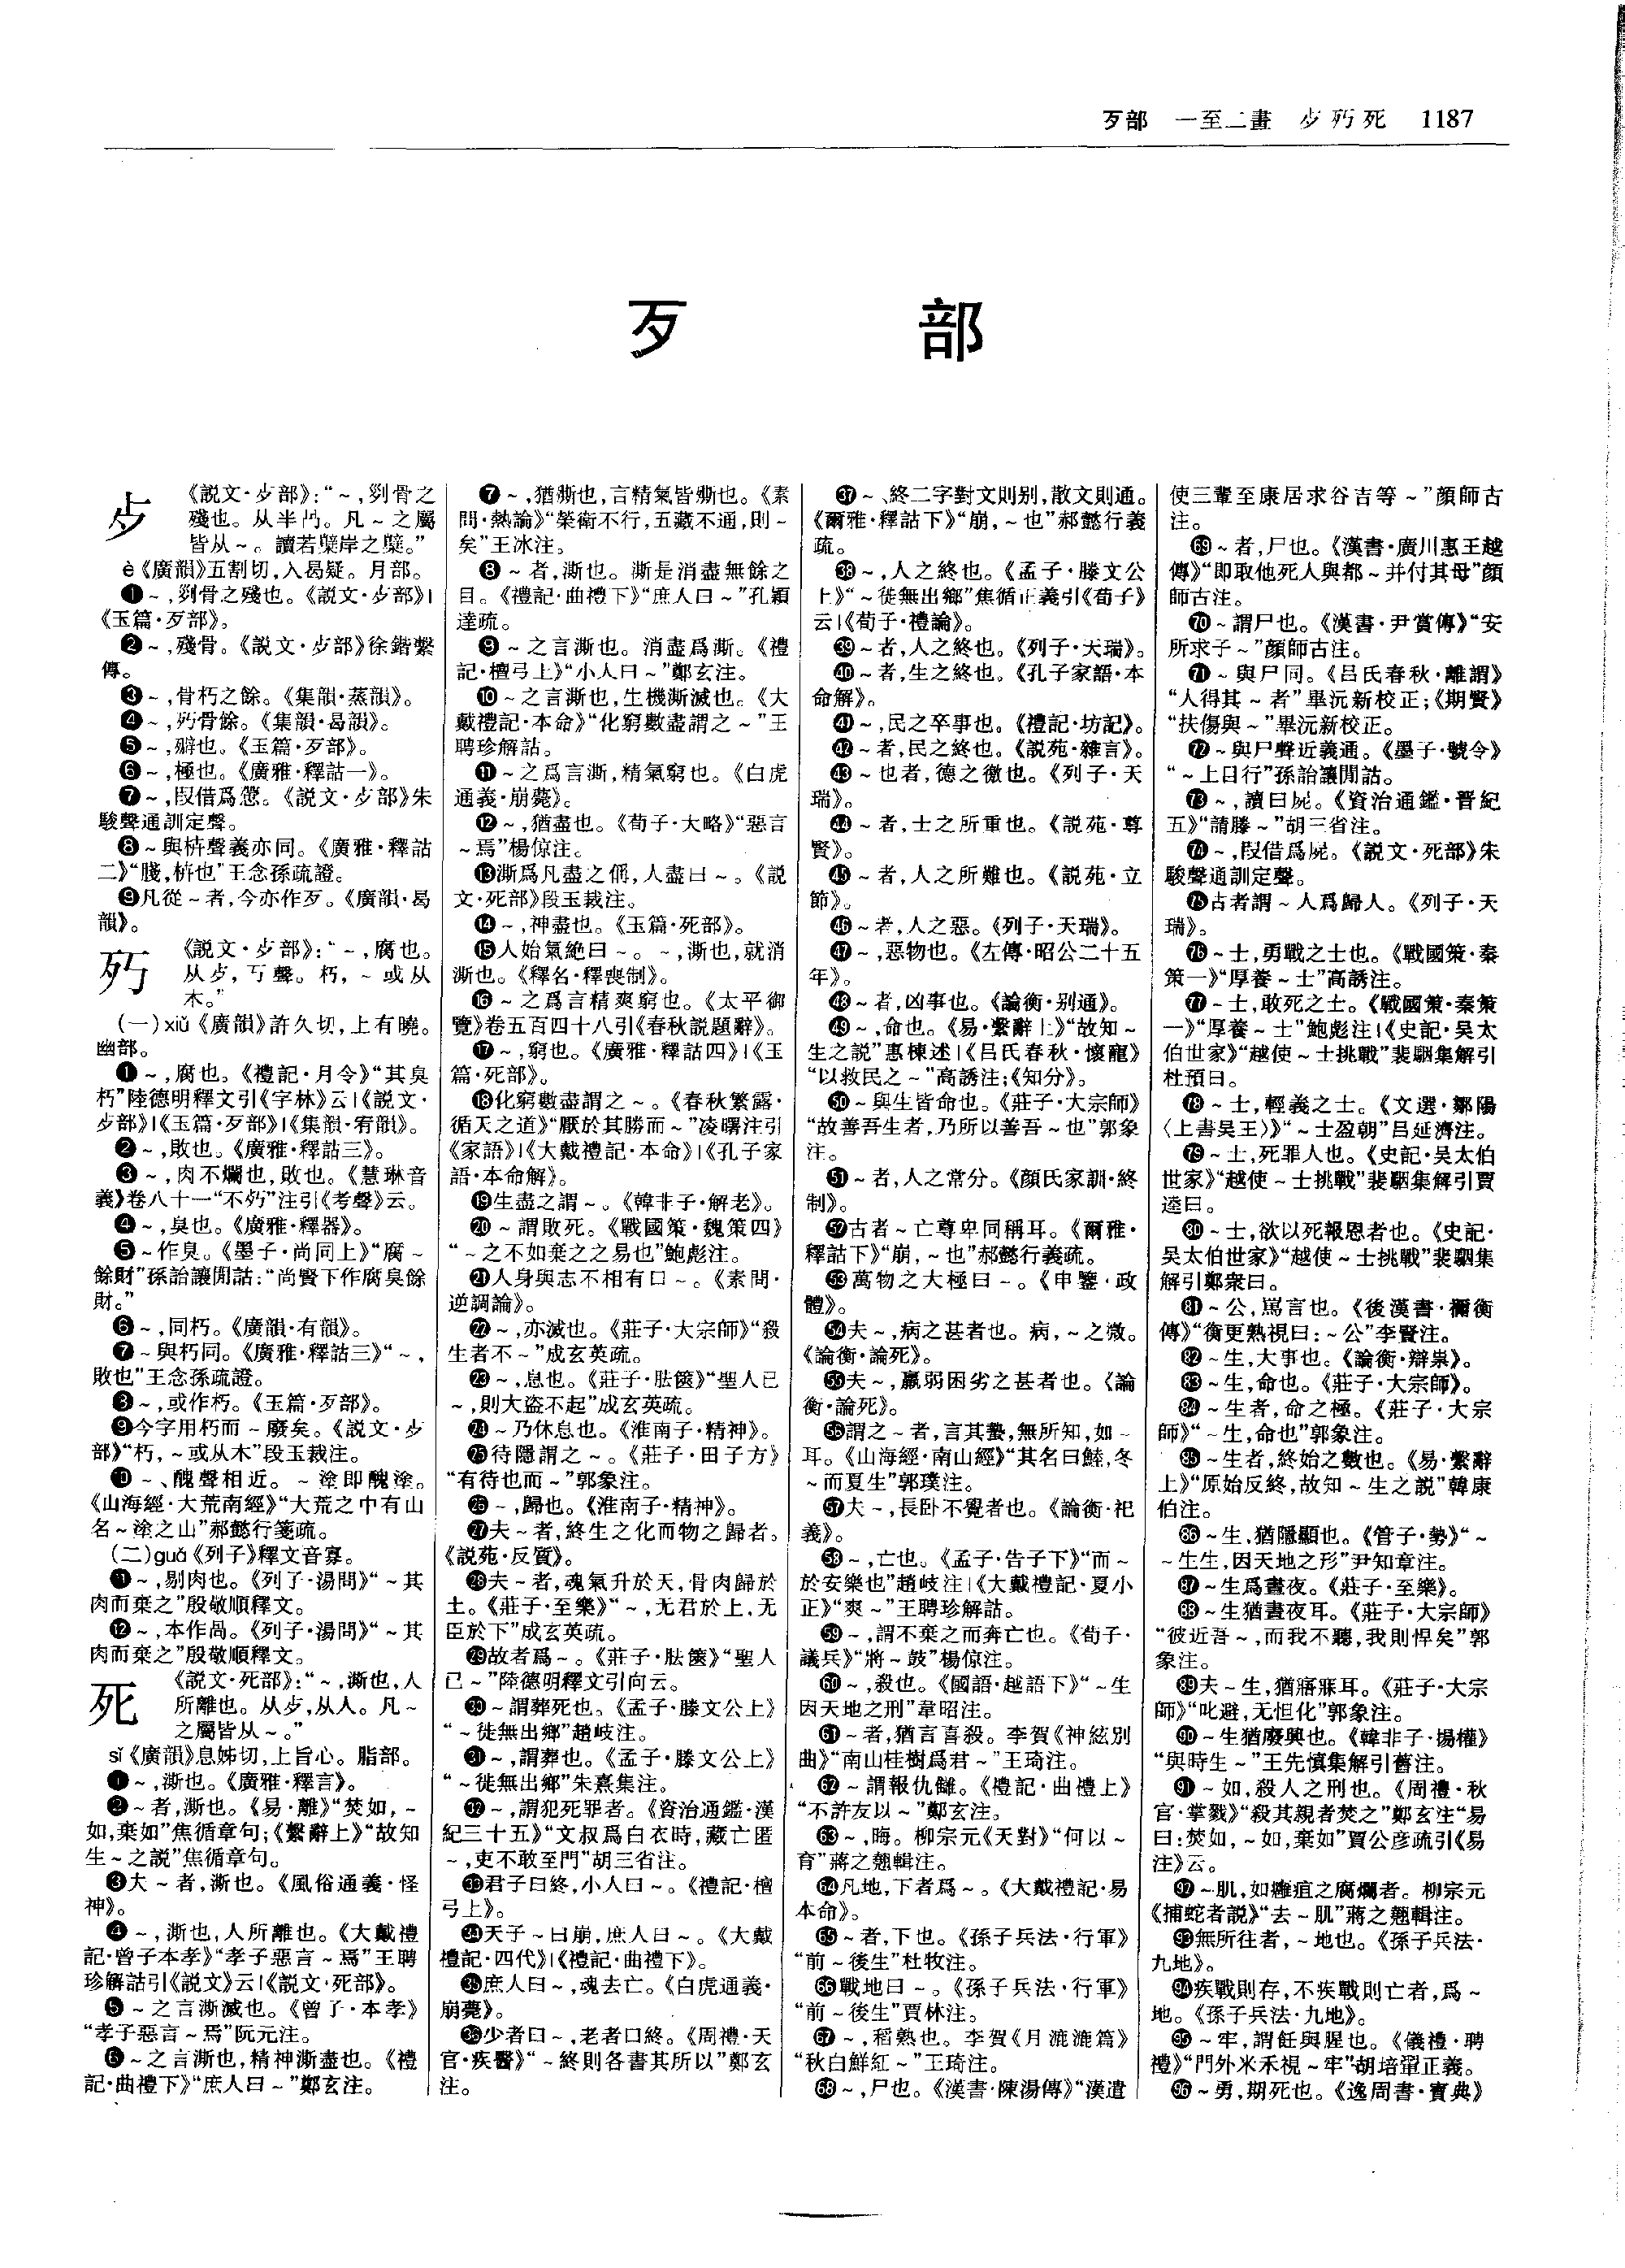 歹部　一至二畫　歺𣦸死　1187
歹部
歺
《説文·歺部》：“～，剡骨之
殘也。从半冎。凡～之屬
皆从～。讀若櫱岸之櫱。”
è《廣韻》五割切，入曷疑。月部。
❶～，剡骨之殘也。《説文·歺部》|
《玉篇·歹部》。
❷～，殘骨。《説文·歺部》徐鍇繫
傳。
❸～，骨朽之餘。《集韻·蒸韻》。
❹～，𣦸骨餘。《集韻·曷韻》。
❺～，辨也。《玉篇·歹部》。
❻～，極也。《廣雅·釋詁一》。
❼～，叚借爲愆。《説文·歺部》朱
駿聲通訓定聲。
❽～與枿聲義亦同。《廣雅·釋詁
二》“賤，枿也”王念孫疏證。
❾凡從～者，今亦作歹。《廣韻·曷
韻》。
𣦸
《説文·歺部》：“～，腐也。
从歺，丂聲。朽，～或从
木。”
(一)xiǔ《廣韻》許久切，上有曉。
幽部。
❶～，腐也。《禮記·月令》“其臭
朽”陸德明釋文引《字林》云|《説文·
歺部》|《玉篇·歹部》|《集韻·宥韻》。
❷～，敗也。《廣雅·釋詁三》。
❸～，肉不爛也，敗也。《慧琳音
義》卷八十一“不𣦸”注引《考聲》云。
❹～，臭也。《廣雅·釋器》。
❺～作臭。《墨子·尚同上》“腐～
餘財”孫詒讓閒詁：“尚賢下作腐臭餘
財。”
❻～，同朽。《廣韻·有韻》。
❼～與朽同。《廣雅·釋詁三》“～，
敗也”王念孫疏證。
❽～，或作朽。《玉篇·歹部》。
❾今字用朽而～廢矣。《説文·歺
部》“朽，～或从木”段玉裁注。
❿～、醜聲相近。～塗即醜塗。
《山海經·大荒南經》“大荒之中有山
名～塗之山”郝懿行箋疏。
(二)guǎ《列子》釋文音寡。
⓫～，剔肉也。《列子·湯問》“～其
肉而棄之”殷敬順釋文。
⓬～，本作咼。《列子·湯問》“～其
肉而棄之”殷敬順釋文。
死
《説文·死部》：“～，澌也，人
所離也。从歺，从人。凡～
之屬皆从～。”
sǐ《廣韻》息姊切，上旨心。脂部。
❶～，澌也。《廣雅·釋言》。
❷～者，澌也。《易·離》“焚如，～
如，棄如”焦循章句；《繫辭上》“故知
生～之説”焦循章句。
❸大～者，澌也。《風俗通義·怪
神》。
❹～，澌也，人所離也。《大戴禮
記·曾子本孝》“孝子惡言～焉”王聘
珍解詁引《説文》云|《説文·死部》。
❺～之言澌滅也。《曾子·本孝》
“孝子惡言～焉”阮元注。
❻～之言澌也，精神澌盡也。《禮
記·曲禮下》“庶人曰～”鄭玄注。
❼～，猶澌也，言精氣皆澌也。《素
問·熱論》“榮衛不行，五藏不通，則～
矣”王冰注。
❽～者，澌也。澌是消盡無餘之
目。《禮記·曲禮下》“庶人曰～”孔穎
達疏。
❾～之言澌也。消盡爲澌。《禮
記·檀弓上》“小人曰～”鄭玄注。
❿～之言澌也，生機澌滅也。《大
戴禮記·本命》“化窮數盡謂之～”王
聘珍解詁。
⓫～之爲言澌，精氣窮也。《白虎
通義·崩薨》。
⓬～，猶盡也。《荀子·大略》“惡言
～焉”楊倞注。
⓭澌爲凡盡之偁，人盡曰～。《説
文·死部》段玉裁注。
⓮～，神盡也。《玉篇·死部》。
⓯人始氣絶曰～。～，澌也，就消
澌也。《釋名·釋喪制》。
⓰～之爲言精爽窮也。《太平御
覽》卷五百四十八引《春秋説題辭》。
⓱～，窮也。《廣雅·釋詁四》|《玉
篇·死部》。
⓲化窮數盡謂之～。《春秋繁露·
循天之道》“厭於其勝而～”凌曙注引
《家語》|《大戴禮記·本命》|《孔子家
語·本命解》。
⓳生盡之謂～。《韓非子·解老》。
⓴～謂敢死。《戰國策·魏策四》
“～之不如棄之之易也”鮑彪注。
㉑人身與志不相有曰～。《素問·
逆調論》。
㉒～，亦滅也。《莊子·大宗師》“殺
生者不～”成玄英疏。
㉓～，息也。《莊子·胠篋》“聖人已
～，則大盗不起”成玄英疏。
㉔～乃休息也。《淮南子·精神》。
㉕待隱謂之～。《莊子·田子方》
“有待也而～”郭象注。
㉖～，歸也。《淮南子·精神》。
㉗夫～者，終生之化而物之歸者。
《説苑·反質》。
㉘夫～者，魂氣升於天，骨肉歸於
土。《莊子·至樂》“～，无君於上，无
臣於下”成玄英疏。
㉙故者爲～。《莊子·胠篋》“聖人
已～”陸德明釋文引向云。
㉚～謂葬死也。《孟子·滕文公上》
“～徙無出鄉”趙岐注。
㉛～，謂葬也。《孟子·滕文公上》
“～徙無出鄉”朱熹集注。
㉜～，謂犯死罪者。《資治通鑑·漢
紀三十五》“文叔爲白衣時，藏亡匿
～，吏不敢至門”胡三省注。
㉝君子曰終，小人曰～。《禮記·檀
弓上》。
㉞天子～曰崩，庶人曰～。《大戴
禮記·四代》|《禮記·曲禮下》。
㉟庶人曰～，魂去亡。《白虎通義·
崩薨》。
㊱少者曰～，老者曰終。《周禮·天
官·疾醫》“～終則各書其所以”鄭玄
注。
㊲～、終二字對文則别，散文則通。
《爾雅·釋詁下》“崩，～也”郝懿行義
疏。
㊳～，人之終也。《孟子·滕文公
上》“～徙無出鄉”焦循正義引《荀子》
云|《荀子·禮論》。
㊴～者，人之終也。《列子·天瑞》。
㊵～者，生之終也。《孔子家語·本
命解》。
㊶～，民之卒事也。《禮記·坊記》。
㊷～者，民之終也。《説苑·雜言》。
㊸～也者，德之徼也。《列子·天
瑞》。
㊹～者，士之所重也。《説苑·尊
賢》。
㊺～者，人之所難也。《説苑·立
節》。
㊻～者，人之惡。《列子·天瑞》。
㊼～，惡物也。《左傳·昭公二十五
年》。
㊽～者，凶事也。《論衡·别通》。
㊾～，命也。《易·繫辭上》“故知～
生之説”惠棟述|《吕氏春秋·懷寵》
“以救民之～”高誘注；《知分》。
㊿～與生皆命也。《莊子·大宗師》
“故善吾生者，乃所以善吾～也”郭象
注。
51～者，人之常分。《顔氏家訓·終
制》。
52古者～亡尊卑同稱耳。《爾雅·
釋詁下》“崩，～也”郝懿行義疏。
53萬物之大極曰～。《申鑒·政
體》。
54夫～，病之甚者也。病，～之微。
《論衡·論死》。
55夫～，羸弱困劣之甚者也。《論
衡·論死》。
56謂之～者，言其蟄，無所知，如～
耳。《山海經·南山經》“其名曰鯥，冬
～而夏生”郭璞注。
57夫～，長卧不覺者也。《論衡·祀
義》。
58～，亡也。《孟子·告子下》“而～
於安樂也”趙岐注|《大戴禮記·夏小
正》“爽～”王聘珍解詁。
59～，謂不棄之而奔亡也。《荀子·
議兵》“將～鼓”楊倞注。
60～，殺也。《國語·越語下》“～生
因天地之刑”韋昭注。
61～者，猶言喜殺。李賀《神絃别
曲》“南山桂樹爲君～”王琦注。
62～謂報仇讎。《禮記·曲禮上》
“不許友以～”鄭玄注。
63～，晦。柳宗元《天對》“何以～
育”蔣之翹輯注。
64凡地，下者爲～。《大戴禮記·易
本命》。
65～者，下也。《孫子兵法·行軍》
“前～後生”杜牧注。
66戰地曰～。《孫子兵法·行軍》
“前～後生”賈林注。
67～，稻熟也。李賀《月漉漉篇》
“秋白鮮紅～”王琦注。
68～，尸也。《漢書·陳湯傳》“漢遣
使三輩至康居求谷吉等～”顔師古
注。
69～者，尸也。《漢書·廣川惠王越
傳》“即取他死人與都～并付其母”顔
師古注。
70～謂尸也。《漢書·尹賞傳》“安
所求子～”顔師古注。
71～與尸同。《吕氏春秋·離謂》
“人得其～者”畢沅新校正；《期賢》
“扶傷與～”畢沅新校正。
72～與尸聲近義通。《墨子·號令》
“～上目行”孫詒讓閒詁。
73～，讀曰屍。《資治通鑑·晋紀
五》“請騰～”胡三省注。
74～，叚借爲屍。《説文·死部》朱
駿聲通訓定聲。
75古者謂～人爲歸人。《列子·天
瑞》。
76～士，勇戰之士也。《戰國策·秦
策一》“厚養～士”高誘注。
77～士，敢死之士。《戰國策·秦策
一》“厚養～士”鮑彪注|《史記·吴太
伯世家》“越使～士挑戰”裴駰集解引
杜預曰。
78～士，輕義之士。《文選·鄒陽
〈上書吴王〉》“～士盈朝”吕延濟注。
79～士，死罪人也。《史記·吴太伯
世家》“越使～士挑戰”裴駰集解引賈
逵曰。
80～士，欲以死報恩者也。《史記·
吴太伯世家》“越使～士挑戰”裴駰集
解引鄭衆曰。
81～公，駡言也。《後漢書·禰衡
傳》“衡更熟視曰：～公”李賢注。
82～生，大事也。《論衡·辯祟》。
83～生，命也。《莊子·大宗師》。
84～生者，命之極。《莊子·大宗
師》“～生，命也”郭象注。
85～生者，終始之數也。《易·繫辭
上》“原始反終，故知～生之説”韓康
伯注。
86～生，猶隱顯也。《管子·勢》“～
～生生，因天地之形”尹知章注。
87～生爲晝夜。《莊子·至樂》。
88～生猶晝夜耳。《莊子·大宗師》
“彼近吾～，而我不聽，我則悍矣”郭
象注。
89夫～生，猶寤寐耳。《莊子·大宗
師》“叱避，无怛化”郭象注。
90～生猶廢興也。《韓非子·揚權》
“與時生～”王先慎集解引舊注。
91～如，殺人之刑也。《周禮·秋
官·掌戮》“殺其親者焚之”鄭玄注“易
曰：焚如，～如，棄如”賈公彦疏引《易
注》云。
92～肌，如癰疽之腐爛者。柳宗元
《捕蛇者説》“去～肌”蔣之翹輯注。
93無所往者，～地也。《孫子兵法·
九地》。
94疾戰則存，不疾戰則亡者，爲～
地。《孫子兵法·九地》。
95～牢，謂飪與腥也。《儀禮·聘
禮》“門外米禾視～牢”胡培翬正義。
96～勇，期死也。《逸周書·寶典》